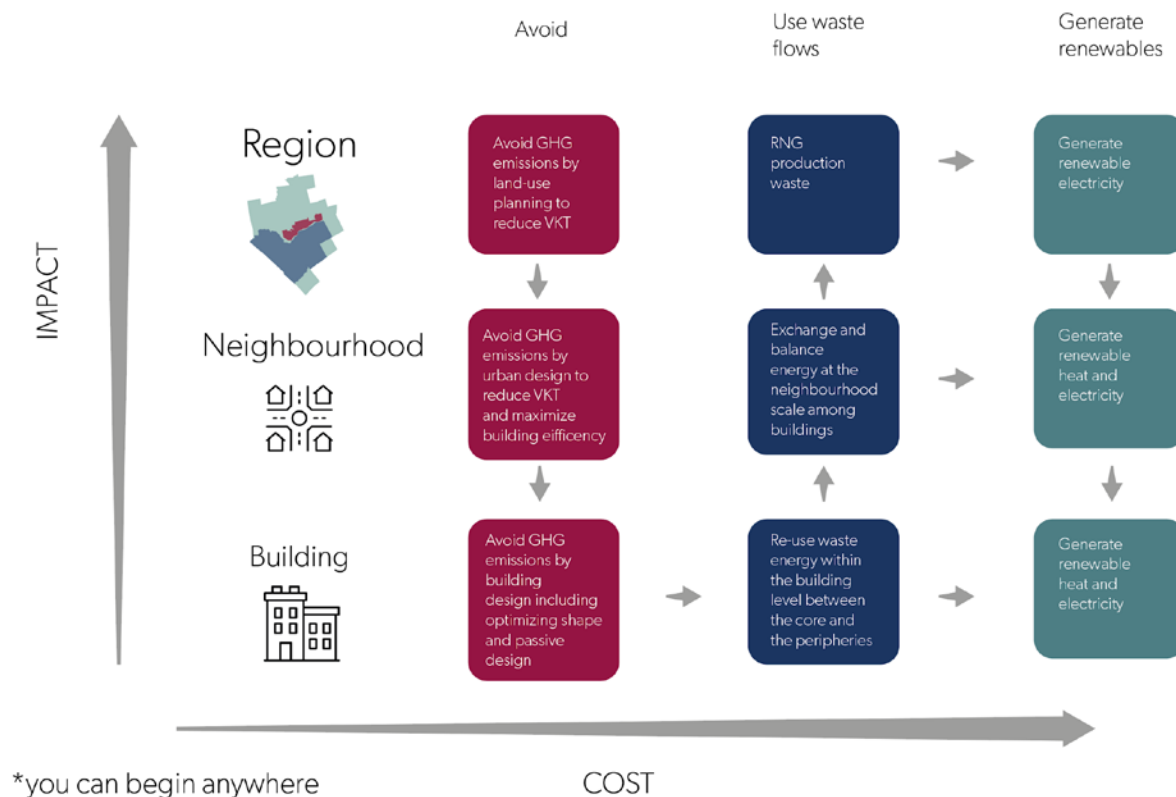 Avoid
Use waste
flows
Generate
renewables
IMPACT
Region
Avoid GHG
emissions by
land-use
planning to
reduce VKT
RNG
production
waste
Generate
renewable
electricity
Neighbourhood
Avoid GHG
emissions by
urban design to
reduce VKT
and maximize
building eifficency
Exchange and
balance
energy at the
neighbourhood
scale among
buildings
Generate
renewable
heat and
electricity
Building
Avoid GHG
emissions by
building
design including
optimizing shape
and passive
design
Re-use waste
energy within
the building
level between
the core and
the peripheries
Generate
renewable
heat and
electricity
*you can begin anywhere
COST